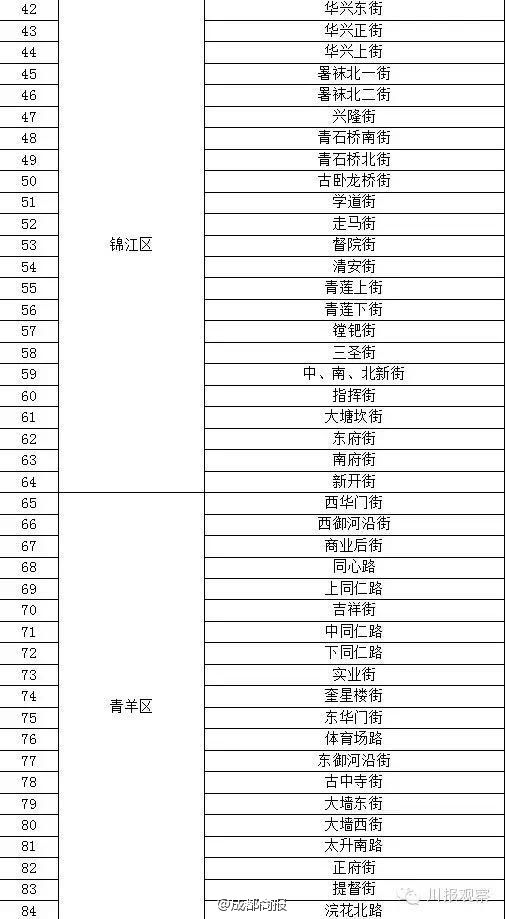 42 华兴东街
43 华兴正街
44 华兴上街
45 署袜北一街
46 署袜北二街
47 兴隆街
48 青石桥南街
49 青石桥北街
50 古卧龙桥街
51 学道街
52 走马街
53 锦江区 督院街
54 清安街
55 青莲上街
56 青莲下街
57 镗钯街
58 三圣街
59 中、南、北新街
60 指挥街
61 大塘坎街
62 东府街
63 南府街
64 新开街
65 西华门街
66 西御河沿街
67 商业后街
68 同心路
69 上同仁路
70 吉祥街
71 中同仁路
72 下同仁路
73 实业街
74 奎星楼街
75 青羊区 东华门街
76 体育场路
77 东御河沿街
78 古中寺街
79 大墙东街
80 大墙西街
81 太升南路
82 正府街
83 提督街
84 浣花北路
@成都商报
川报观察